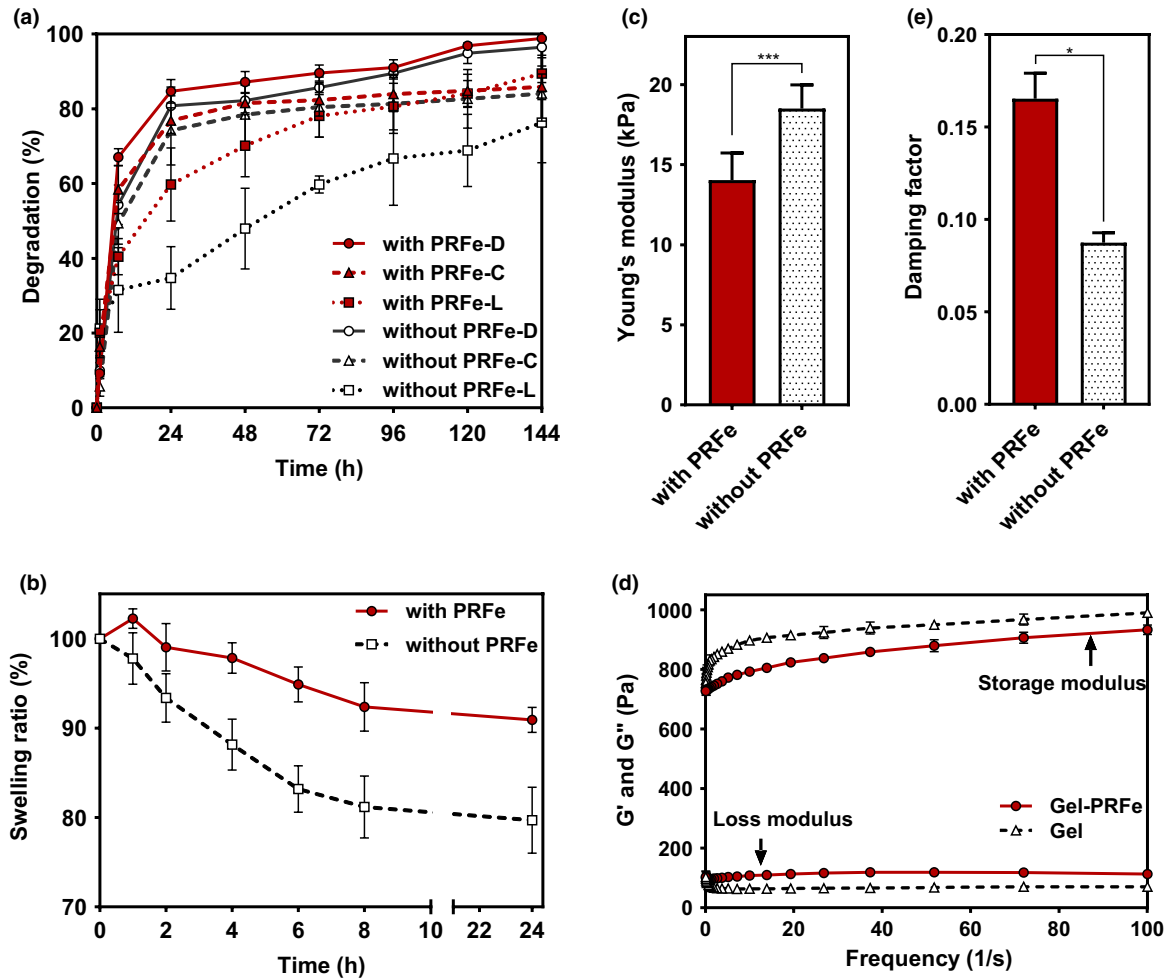 (a)
100
80
60
40
20
0
Degradation (%)
with PRFe-D
with PRFe-C
with PRFe-L
without PRFe-D
without PRFe-C
without PRFe-L
0 24 48 72 96 120 144
Time (h)
(c)
***
20
15
10
5
0
Young's modulus (kPa)
with PRFe
without PRFe
(e)
0.20
*
0.15
0.10
0.05
0.00
Damping factor
with PRFe
without PRFe
(b)
with PRFe
without PRFe
100
90
80
70
Swelling ratio (%)
0 2 4 6 8 10 22 24
Time (h)
(d)
1000
800
600
400
200
0
G' and G" (Pa)
Storage modulus
Gel-PRFe
Gel
Loss modulus
0 20 40 60 80 100
Frequency (1/s)